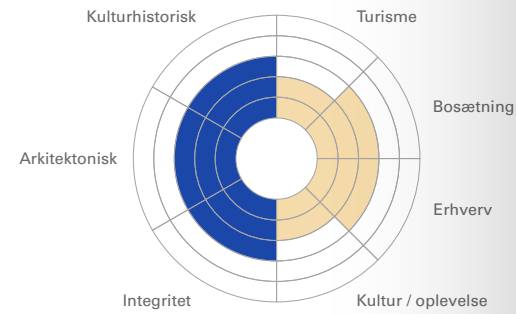 Kulturhistorisk
Turisme
Bosætning
Arkitektonisk
Erhverv
Integritet
Kultur / oplevelse